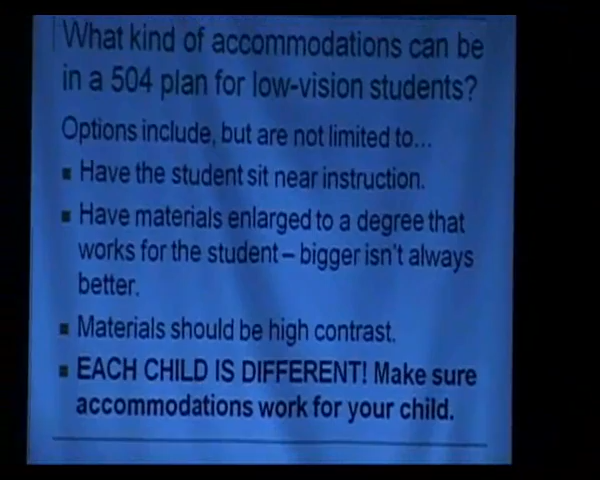 What kind of accommodations can be
in a 504 plan for low-vision students?
Options include, but are not limited to...
▪ Have the student sit near instruction.
▪ Have materials enlarged to a degree that
works for the student – bigger isn't always
better.
▪ Materials should be high contrast.
▪ EACH CHILD IS DIFFERENT! Make sure
accommodations work for your child.